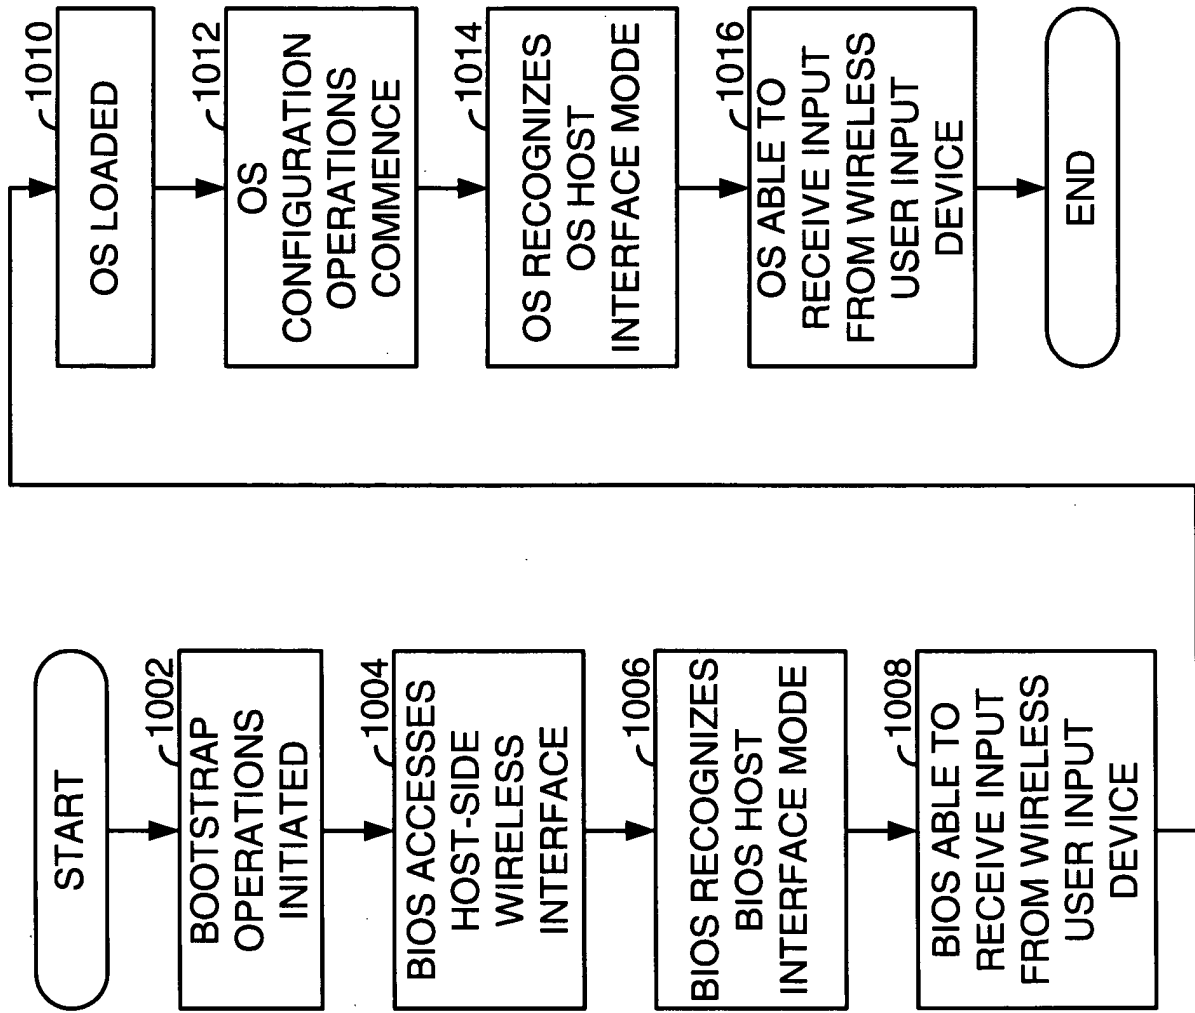 START
1002
BOOTSTRAP
OPERATIONS
INITIATED
1004
BIOS ACCESSES
HOST-SIDE
WIRELESS
INTERFACE
1006
BIOS RECOGNIZES
BIOS HOST
INTERFACE MODE
1008
BIOS ABLE TO
RECEIVE INPUT
FROM WIRELESS
USER INPUT
DEVICE
1010
OS LOADED
1012
OS
CONFIGURATION
OPERATIONS
COMMENCE
1014
OS RECOGNIZES
OS HOST
INTERFACE MODE
1016
OS ABLE TO
RECEIVE INPUT
FROM WIRELESS
USER INPUT
DEVICE
END